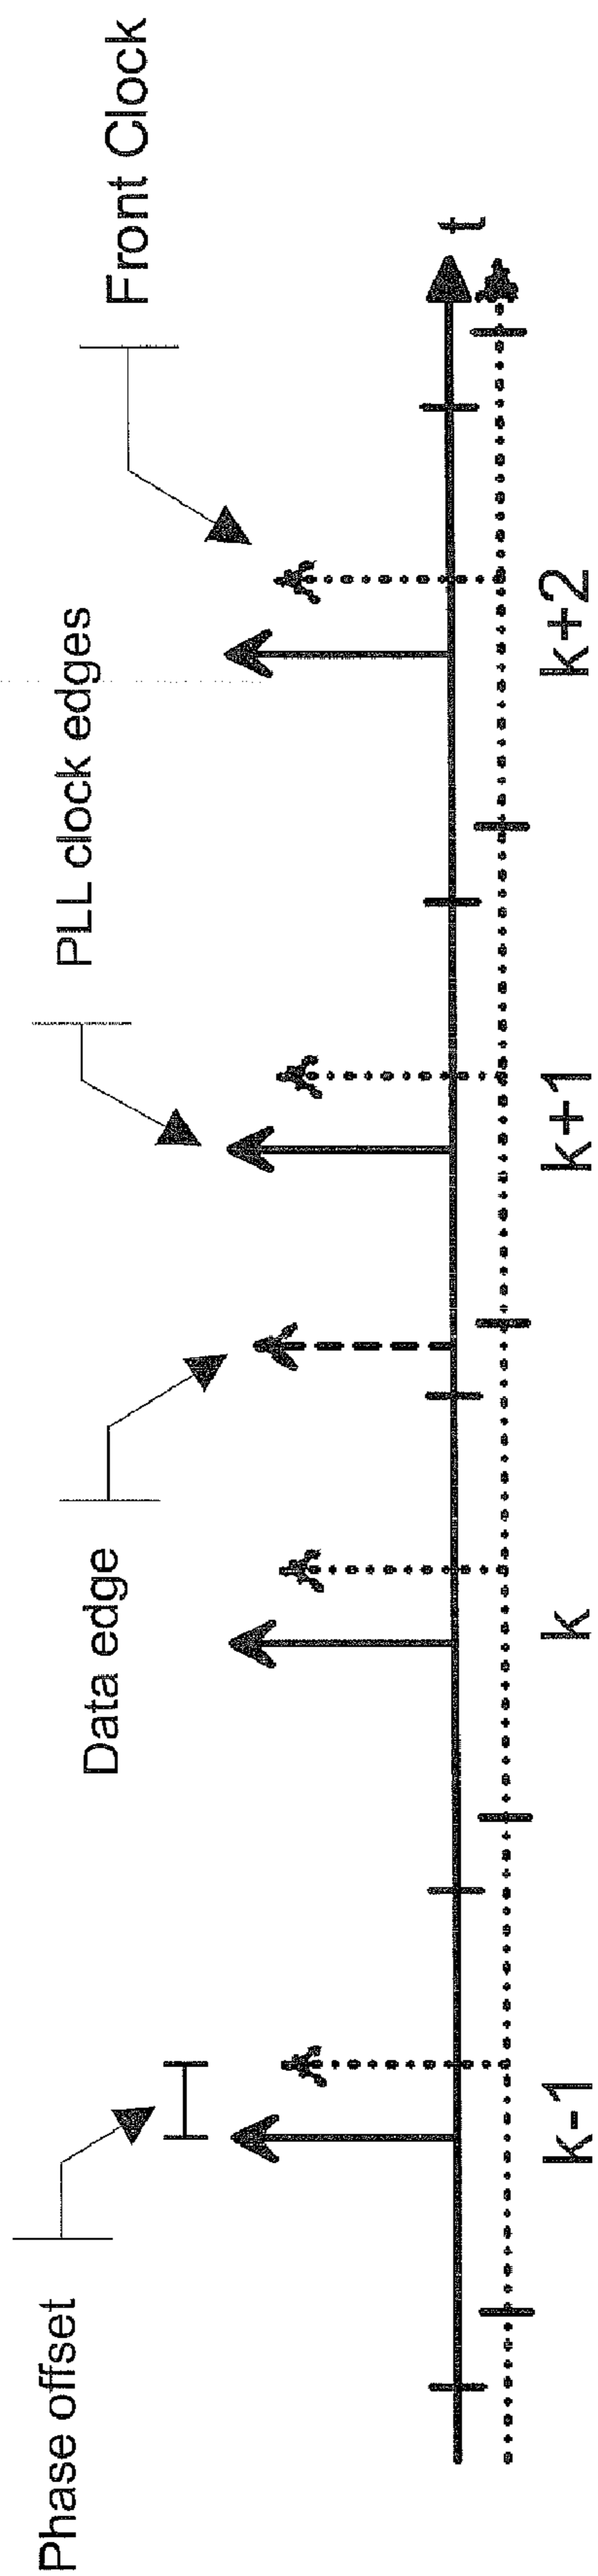 Phase offset
Data edge
PLL clock edges
Front Clock
t
k-1
k
k+1
k+2